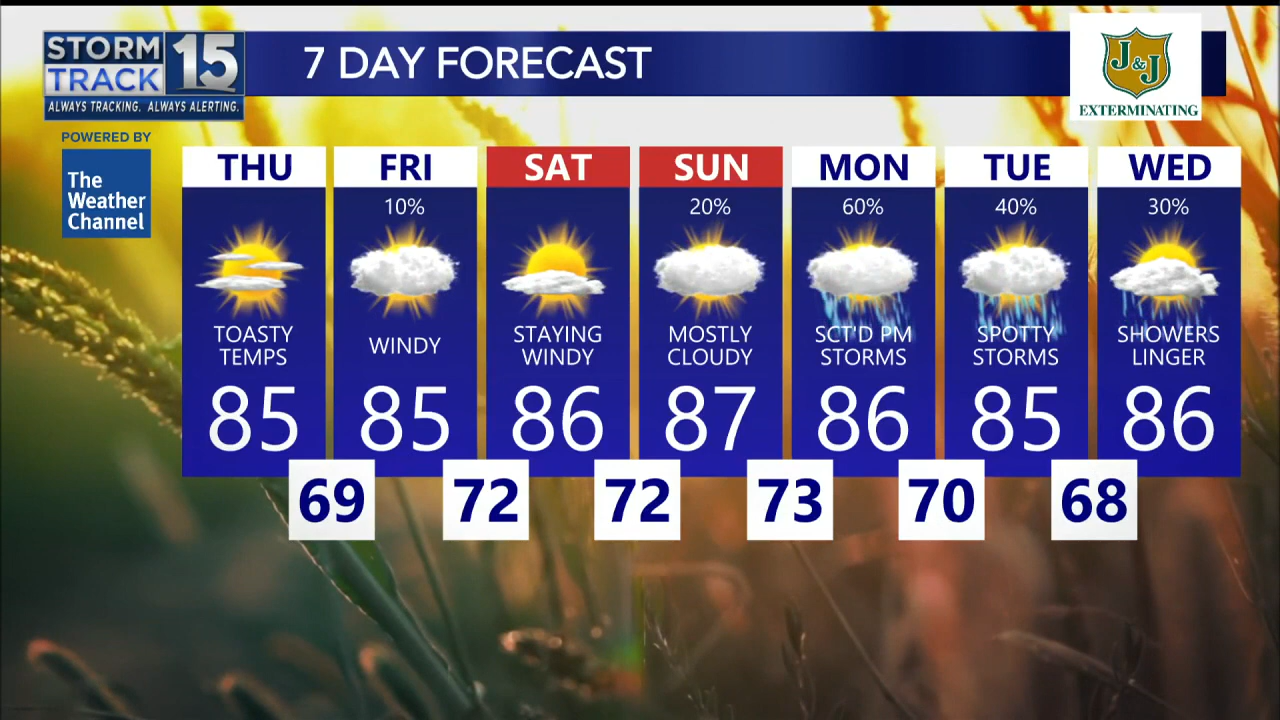 STORM
TRACK
15
ALWAYS TRACKING. ALWAYS ALERTING.
7 DAY FORECAST
J&J
EXTERMINATING
POWERED BY
The
Weather
Channel
THU
TOASTY
TEMPS
85
FRI
10%
WINDY
85
SAT
STAYING
WINDY
86
SUN
20%
MOSTLY
CLOUDY
87
MON
60%
SCT'D PM
STORMS
86
TUE
40%
SPOTTY
STORMS
85
WED
30%
SHOWERS
LINGER
86
69
72
72
73
70
68